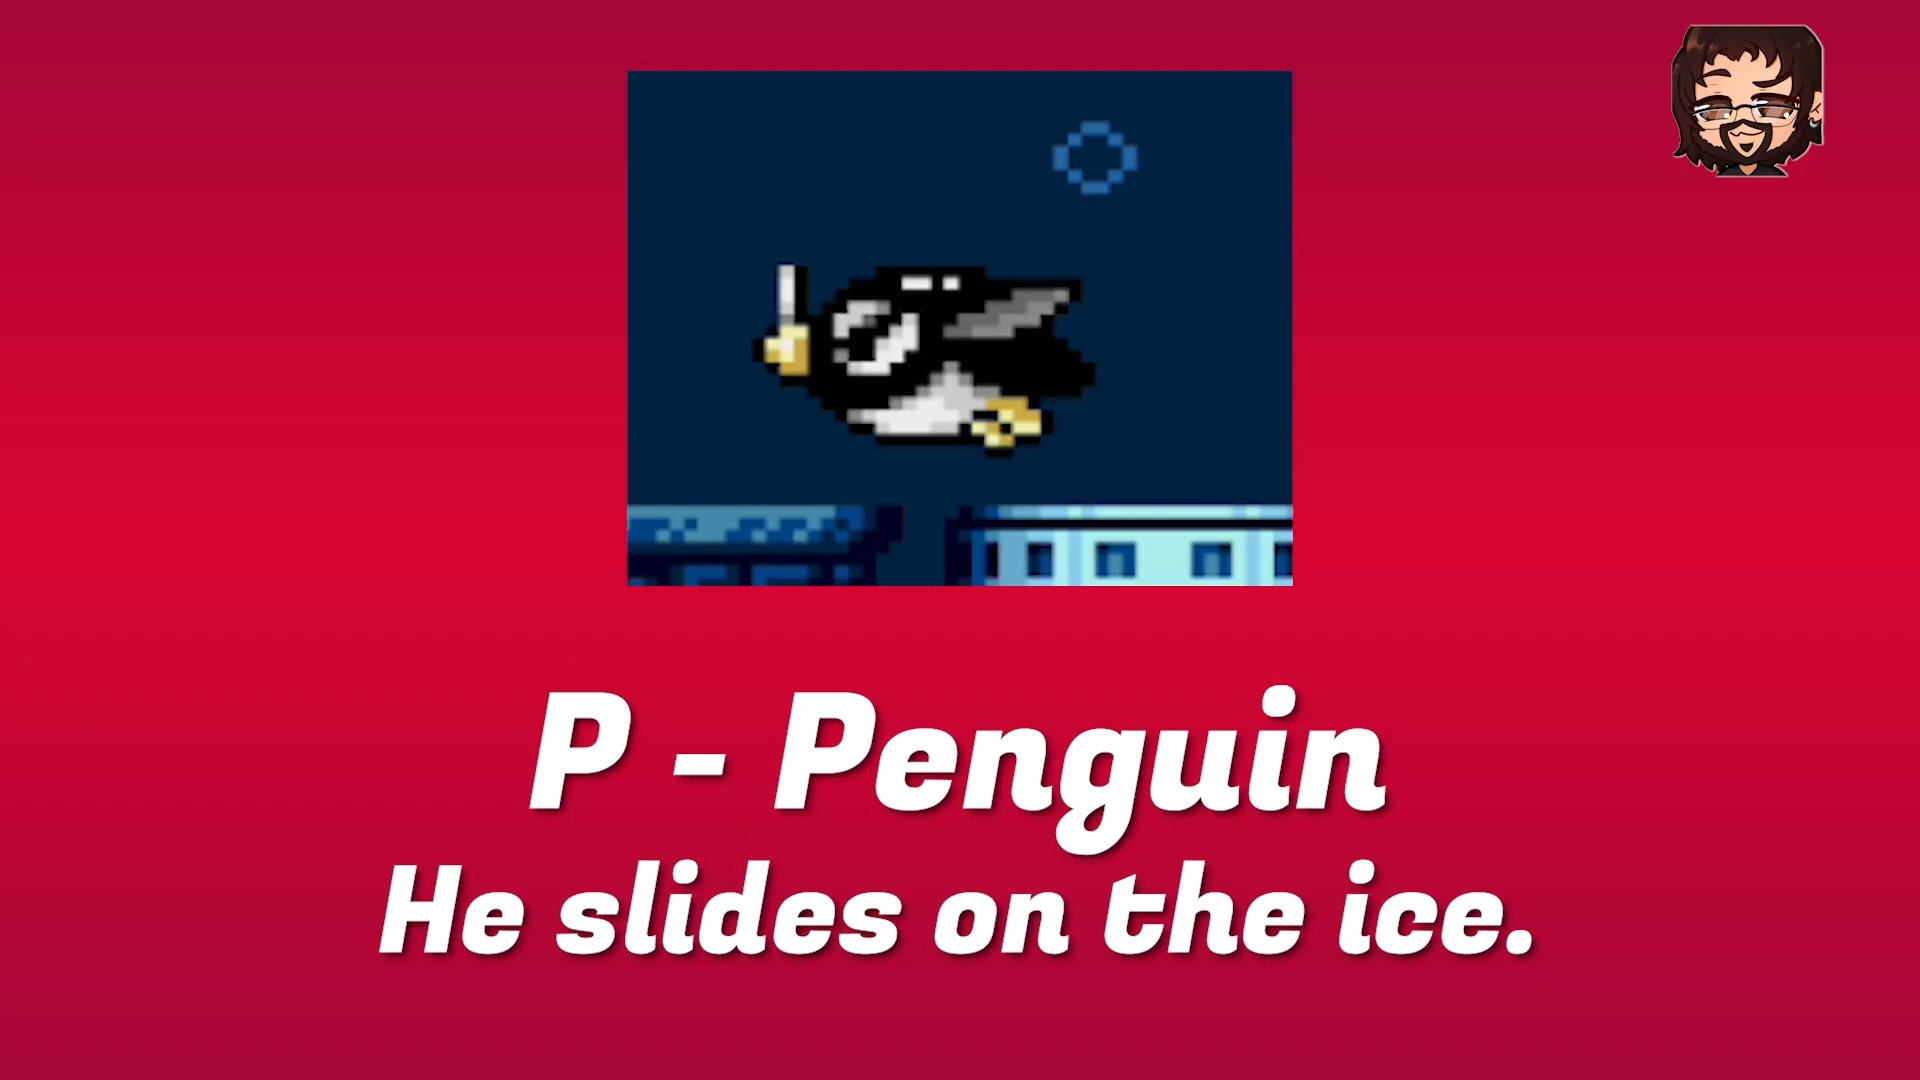 P - Penguin
He slides on the ice.